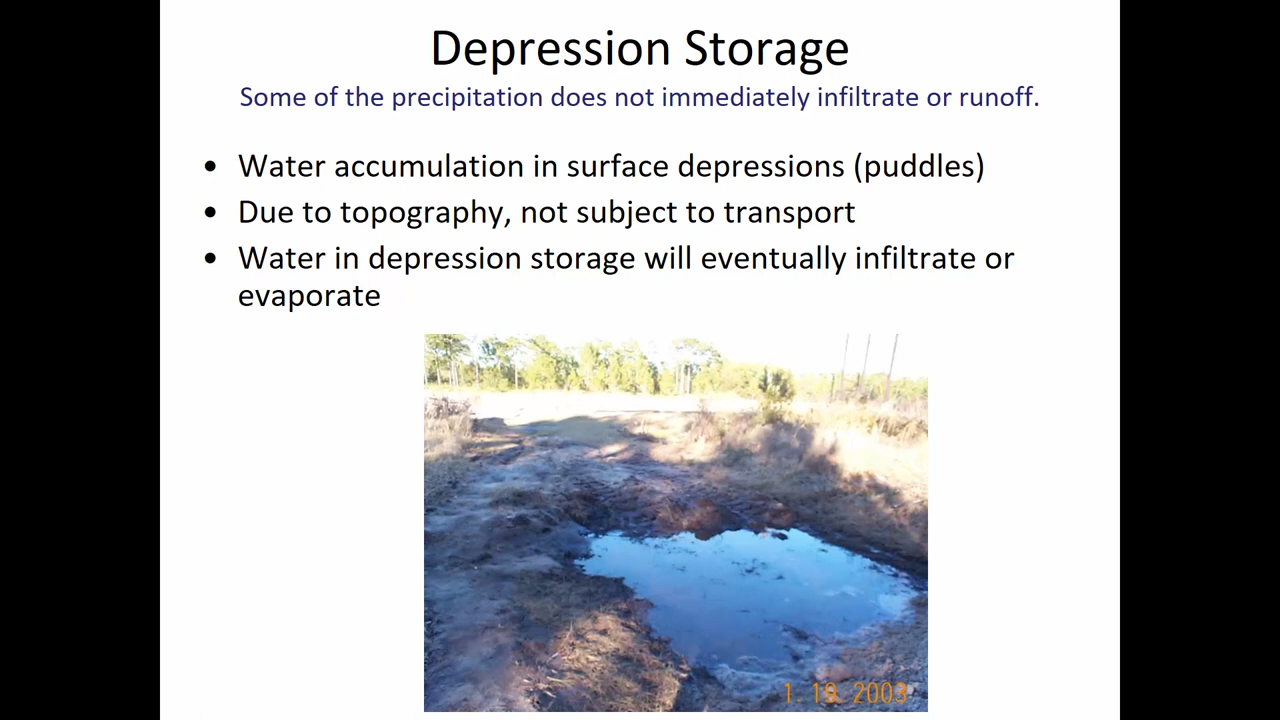 Depression Storage
Some of the precipitation does not immediately infiltrate or runoff.
• Water accumulation in surface depressions (puddles)
• Due to topography, not subject to transport
• Water in depression storage will eventually infiltrate or
evaporate
1. 19. 2003